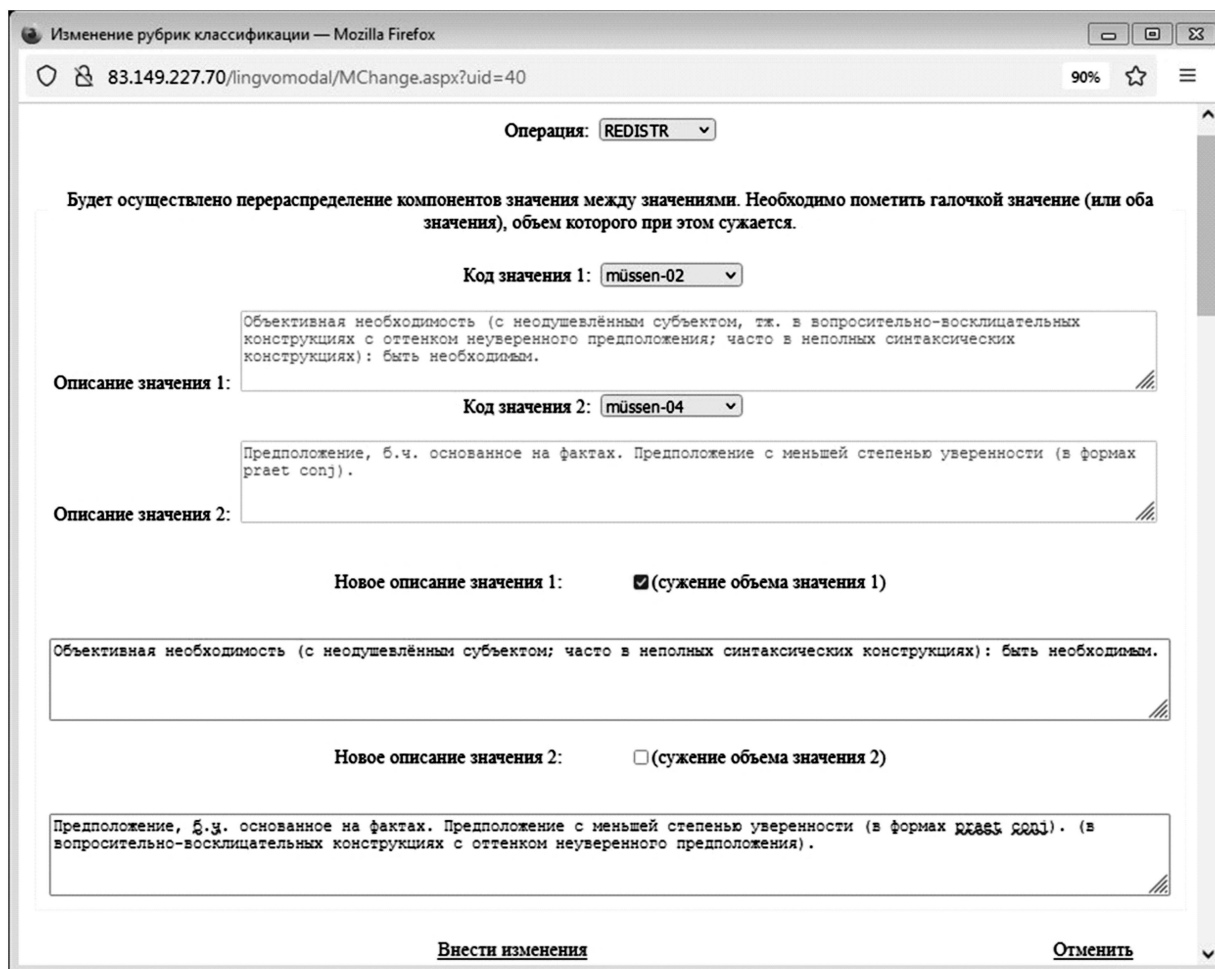 Изменение рубрик классификации — Mozilla Firefox
83.149.227.70/lingvomodal/MChange.aspx?uid=40 90%
Операция: REDISTR
Будет осуществлено перераспределение компонентов значения между значениями. Необходимо пометить галочкой значение (или оба
значения), объем которого при этом сужается.
Код значения 1: müssen-02
Объективная необходимость (с неодушевлённым субъектом, тж. в вопросительно-восклицательных
конструкциях с оттенком неуверенного предположения; часто в неполных синтаксических
конструкциях): быть необходимым.
Описание значения 1:
Код значения 2: müssen-04
Предположение, б.ч. основанное на фактах. Предположение с меньшей степенью уверенности (в формах
praet conj).
Описание значения 2:
Новое описание значения 1: (сужение объема значения 1)
Объективная необходимость (с неодушевлённым субъектом; часто в неполных синтаксических конструкциях): быть необходимым.
Новое описание значения 2: (сужение объема значения 2)
Предположение, б.ч. основанное на фактах. Предположение с меньшей степенью уверенности (в формах praet conj). (в
вопросительно-восклицательных конструкциях с оттенком неуверенного предположения).
Внести изменения Отменить